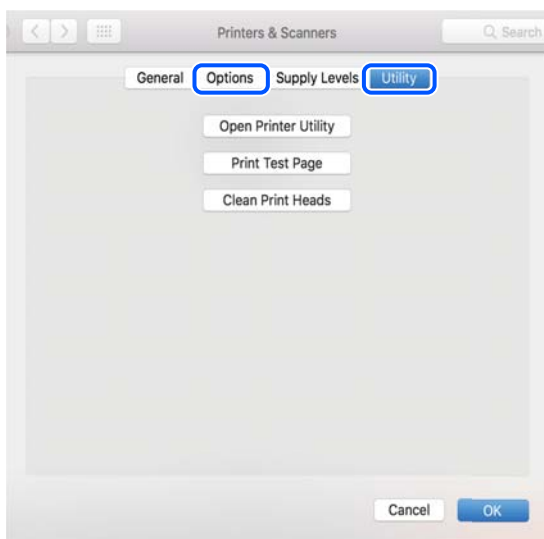 Printers & Scanners Search
General Options Supply Levels Utility
Open Printer Utility
Print Test Page
Clean Print Heads
Cancel OK